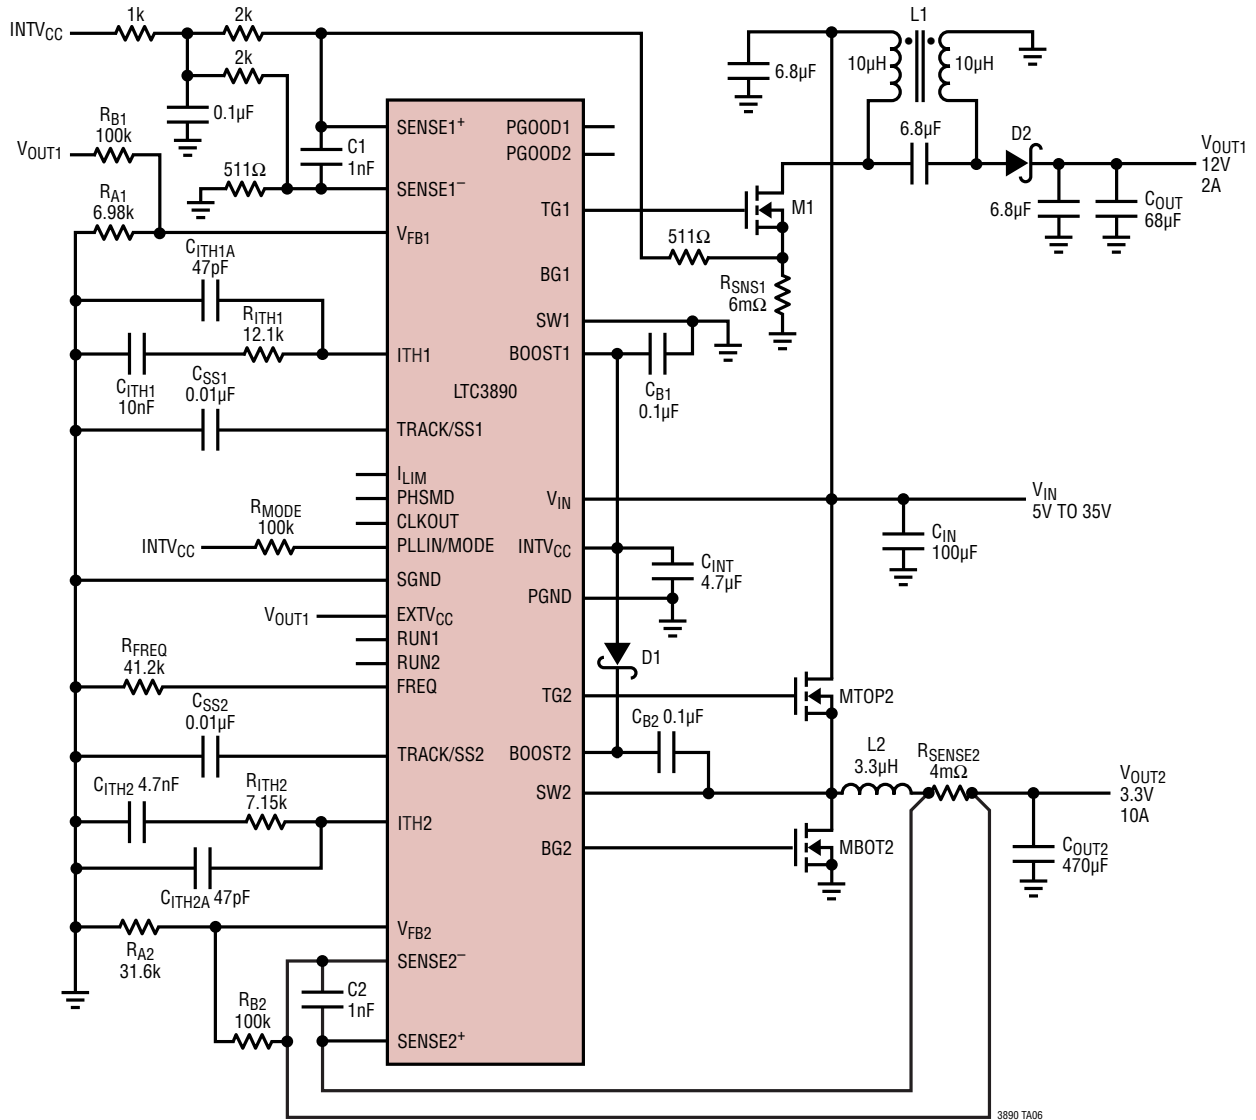 INTVCC
1k
2k
2k
0.1µF
RB1
100k
VOUT1
RA1
6.98k
511Ω
C1
1nF
CITH1A
47pF
RITH1
12.1k
CITH1
10nF
CSS1
0.01µF
RMODE
100k
INTVCC
VOUT1
RFREQ
41.2k
CSS2
0.01µF
CITH2 4.7nF
RITH2
7.15k
CITH2A 47pF
RA2
31.6k
RB2
100k
C2
1nF
SENSE1+
SENSE1–
VFB1
ITH1
LTC3890
TRACK/SS1
ILIM
PHSMD
CLKOUT
PLLIN/MODE
SGND
EXTVCC
RUN1
RUN2
FREQ
TRACK/SS2
ITH2
VFB2
SENSE2–
SENSE2+
PGOOD1
PGOOD2
TG1
BG1
SW1
BOOST1
VIN
INTVCC
PGND
TG2
BOOST2
SW2
BG2
L1
10µH
10µH
6.8µF
6.8µF
D2
VOUT1
12V
2A
6.8µF
COUT
68µF
M1
511Ω
RSNS1
6mΩ
CB1
0.1µF
VIN
5V TO 35V
CIN
100µF
CINT
4.7µF
D1
MTOP2
CB2 0.1µF
L2
3.3µH
RSENSE2
4mΩ
VOUT2
3.3V
10A
MBOT2
COUT2
470µF
3890 TA06